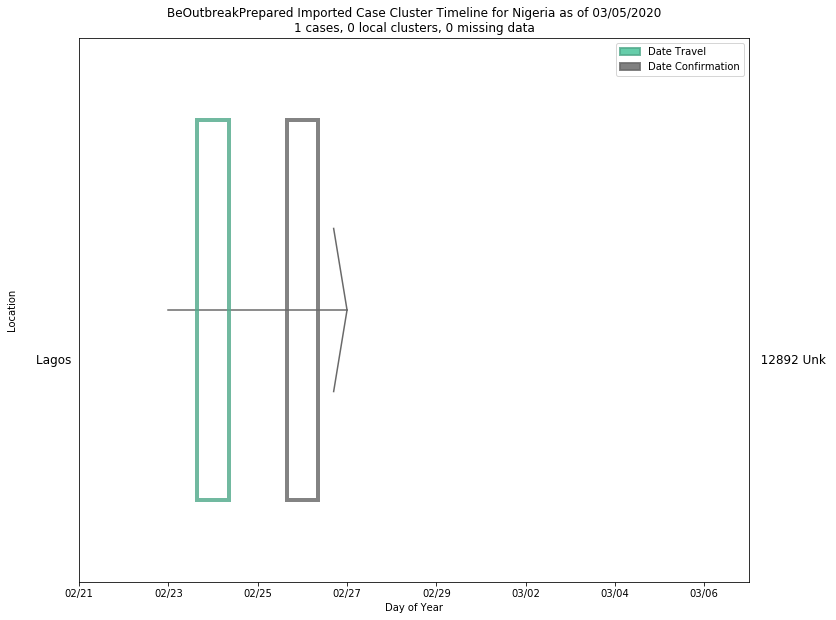 BeOutbreakPrepared Imported Case Cluster Timeline for Nigeria as of 03/05/2020
1 cases, 0 local clusters, 0 missing data
Date Travel
Date Confirmation
Location
Lagos
12892 Unk
02/21 02/23 02/25 02/27 02/29 03/02 03/04 03/06
Day of Year